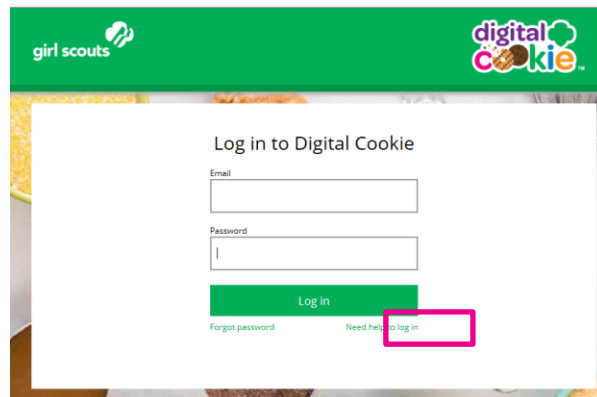 girl scouts
digital
cookie™
Log in to Digital Cookie
Email
Password
Log in
Forgot password Need help to log in